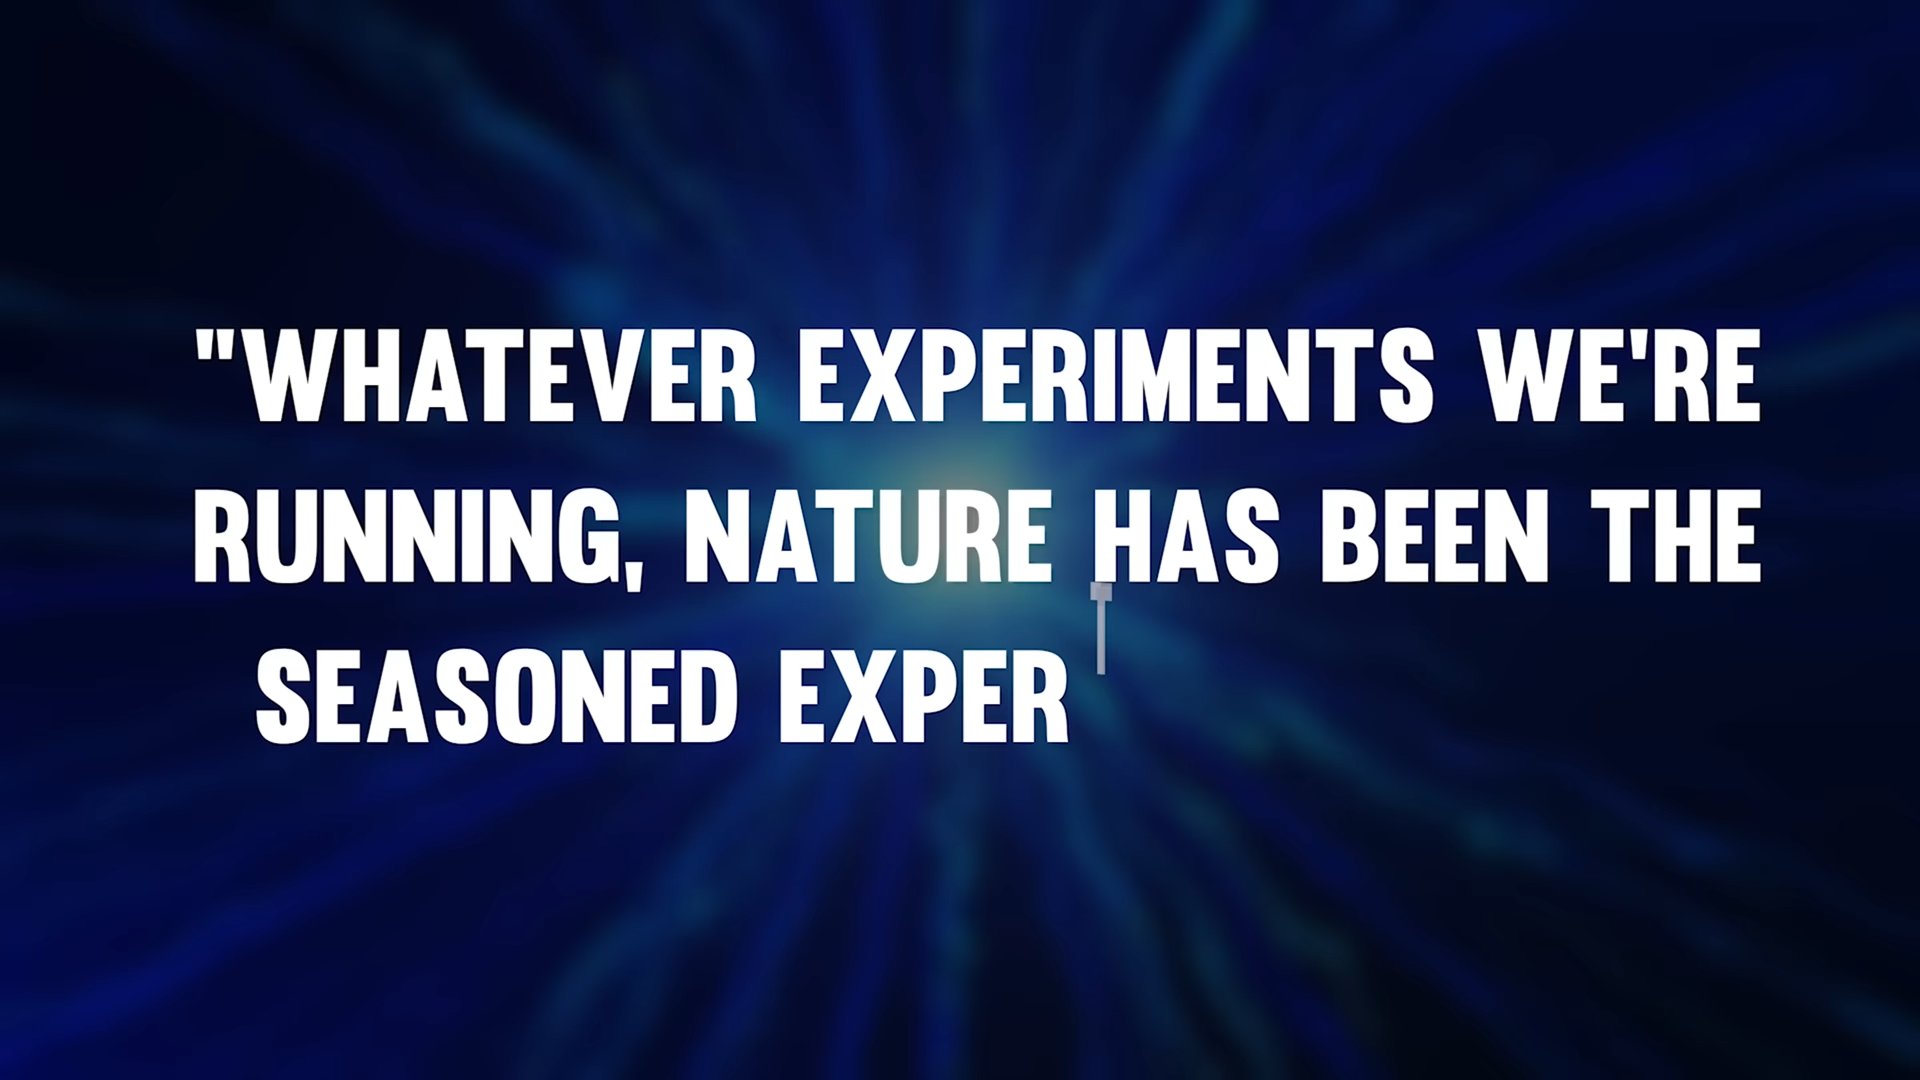 "WHATEVER EXPERIMENTS WE'RE
RUNNING, NATURE HAS BEEN THE
SEASONED EXPER